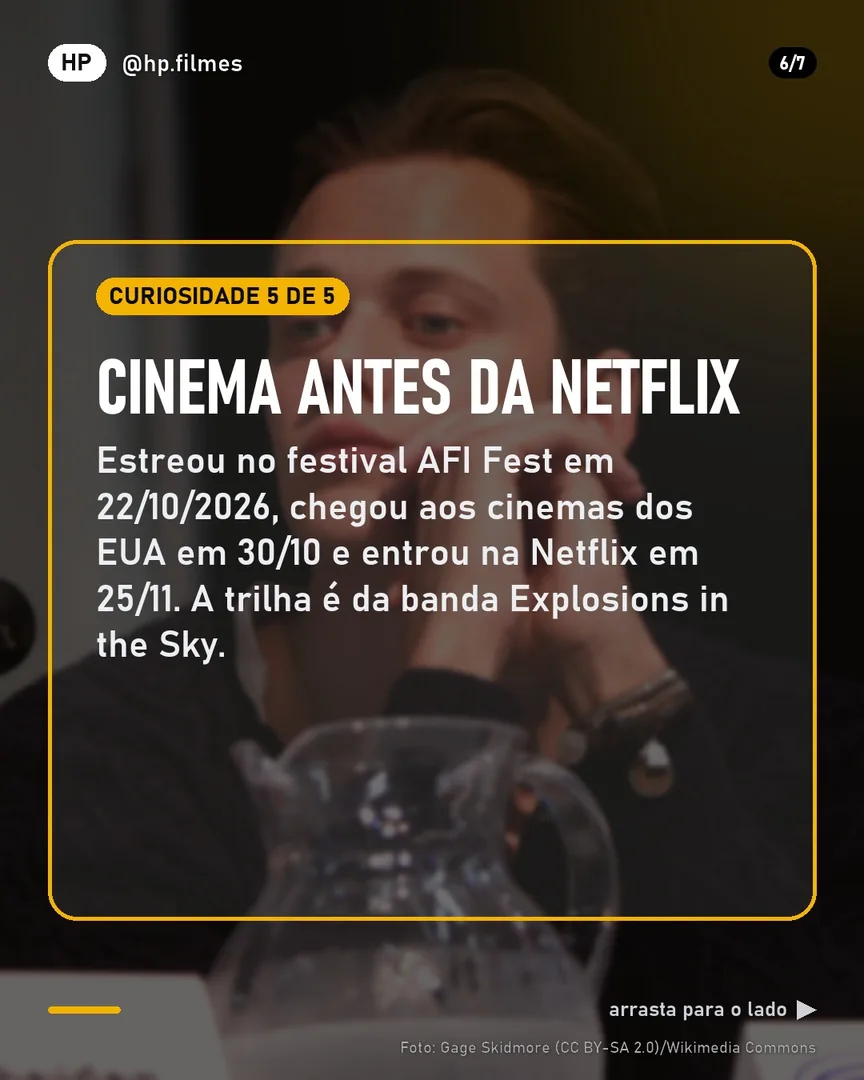 HP @hp.filmes
6/7
CURIOSIDADE 5 DE 5
CINEMA ANTES DA NETFLIX
Estreou no festival AFI Fest em
22/10/2026, chegou aos cinemas dos
EUA em 30/10 e entrou na Netflix em
25/11. A trilha é da banda Explosions in
the Sky.
arrasta para o lado ▶
Foto: Gage Skidmore (CC BY-SA 2.0)/Wikimedia Commons